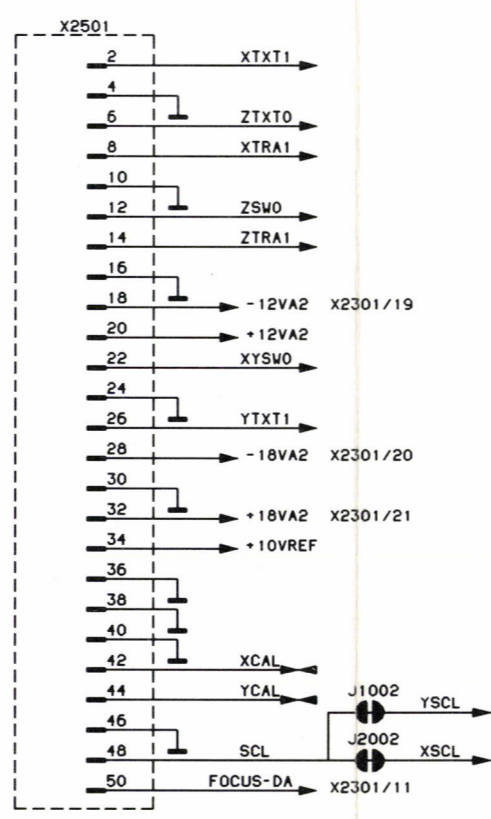 X2501
2 XTXT1
4
6 ZTXT0
8 XTRA1
10
12 ZSW0
14 ZTRA1
16
18 -12VA2 X2301/19
20 +12VA2
22 XYSW0
24
26 YTXT1
28 -18VA2 X2301/20
30
32 +18VA2 X2301/21
34 +10VREF
36
38
40
42 XCAL
44 YCAL
J1002 YSCL
46
J2002
48 SCL XSCL
50 FOCUS-DA X2301/11